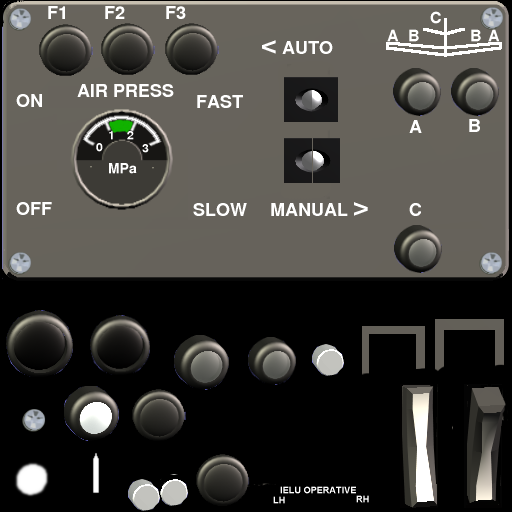 F1 F2 F3
C
< AUTO
A B B A
AIR PRESS
ON FAST
A B
1 2
0 3
MPa
OFF SLOW MANUAL > C
IELU OPERATIVE
LH RH